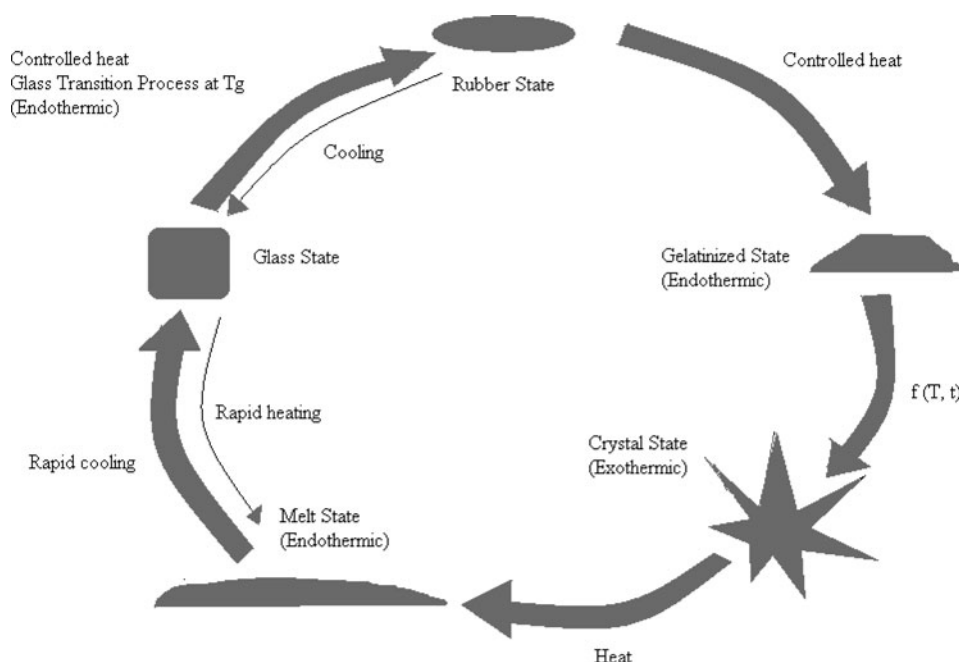 Controlled heat
Glass Transition Process at Tg
(Endothermic)
Rubber State
Controlled heat
Cooling
Glass State
Gelatinized State
(Endothermic)
Rapid heating
f (T, t)
Crystal State
(Exothermic)
Rapid cooling
Melt State
(Endothermic)
Heat